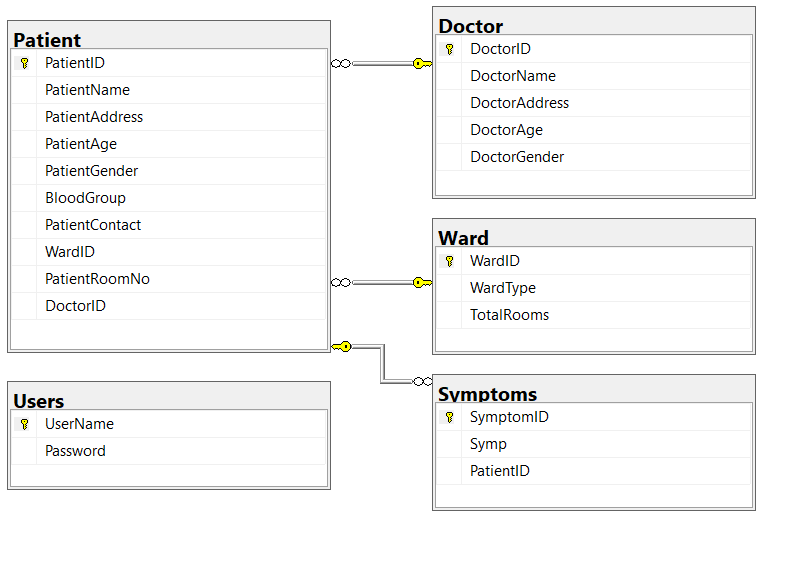 Patient
PatientID
PatientName
PatientAddress
PatientAge
PatientGender
BloodGroup
PatientContact
WardID
PatientRoomNo
DoctorID
Doctor
DoctorID
DoctorName
DoctorAddress
DoctorAge
DoctorGender
Ward
WardID
WardType
TotalRooms
Users
UserName
Password
Symptoms
SymptomID
Symp
PatientID